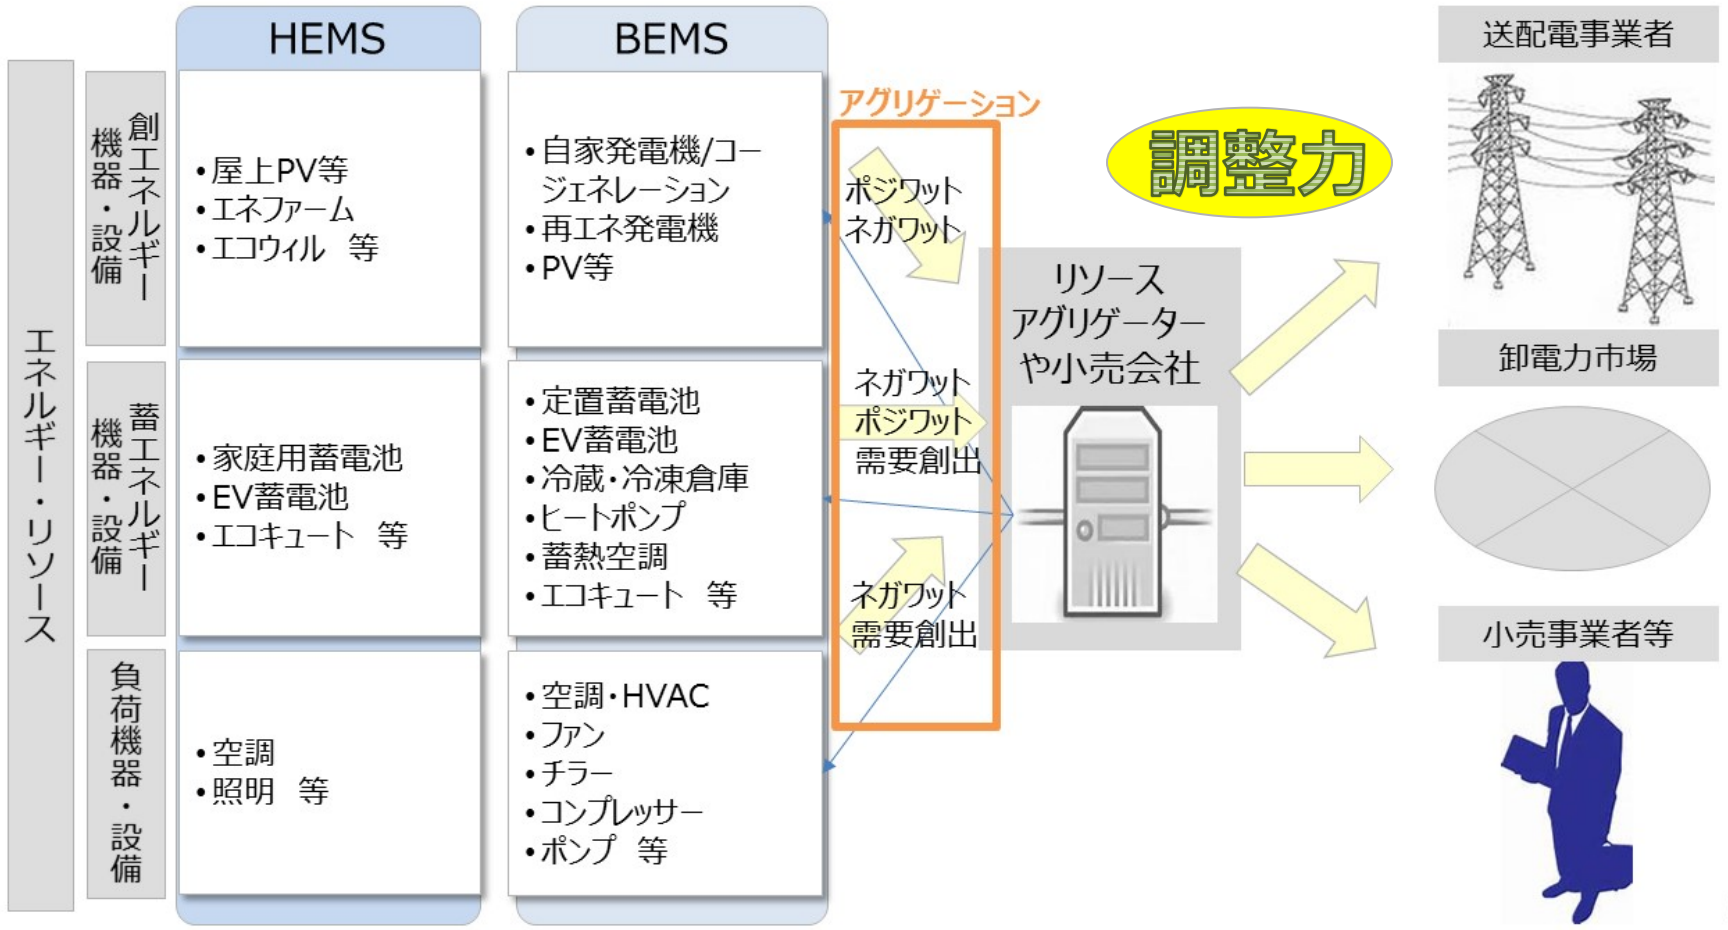 HEMS
BEMS
エネルギー・リソース
創エネルギー
機器・設備
・屋上PV等
・エネファーム
・エコウィル 等
・自家発電機/コー
ジェネレーション
・再エネ発電機
・PV等
蓄エネルギー
機器・設備
・家庭用蓄電池
・EV蓄電池
・エコキュート 等
・定置蓄電池
・EV蓄電池
・冷蔵・冷凍倉庫
・ヒートポンプ
・蓄熱空調
・エコキュート 等
負荷機器・設備
・空調
・照明 等
・空調・HVAC
・ファン
・チラー
・コンプレッサー
・ポンプ 等
アグリゲーション
ポジワット
ネガワット
ネガワット
ポジワット
需要創出
ネガワット
需要創出
リソース
アグリゲーター
や小売会社
調整力
送配電事業者
卸電力市場
小売事業者等